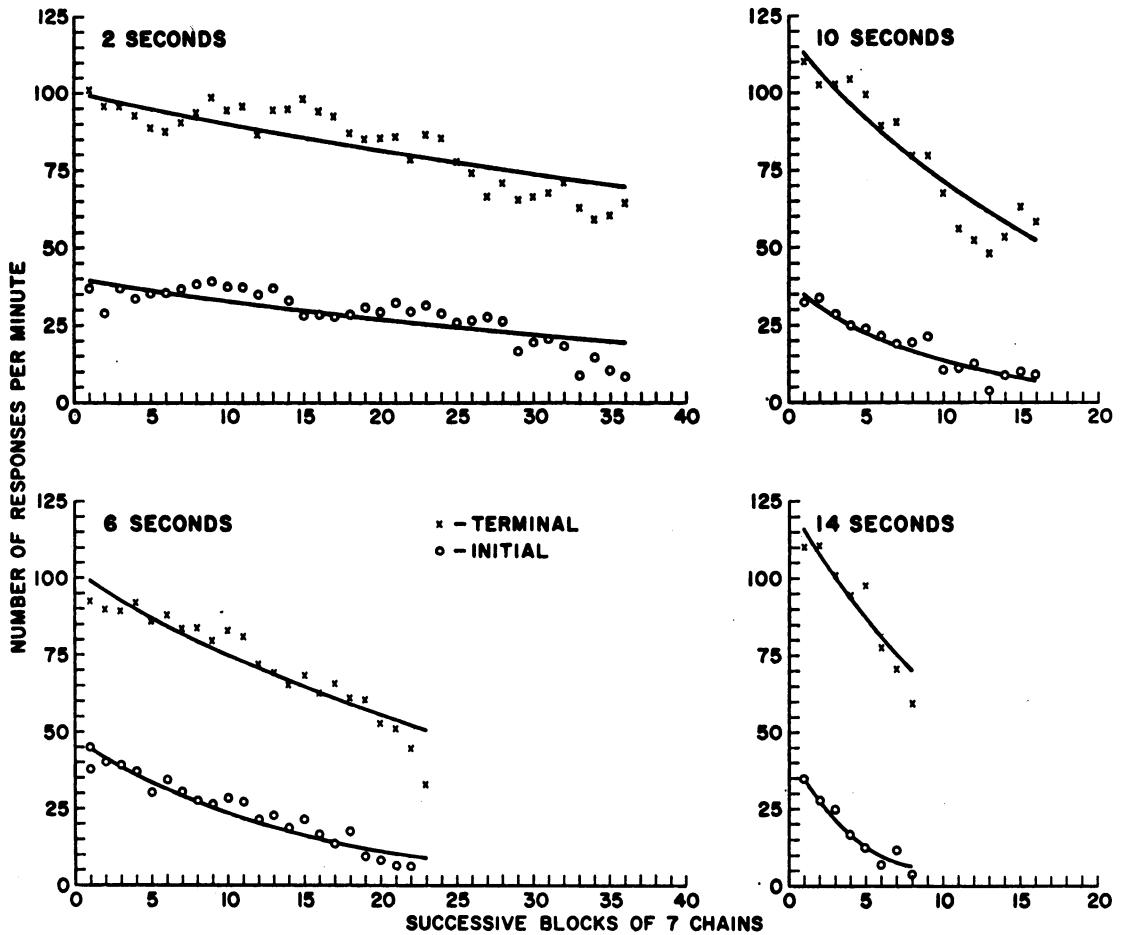 NUMBER OF RESPONSES PER MINUTE
2 SECONDS
125
100
75
50
25
0
0 5 10 15 20 25 30 35 40
10 SECONDS
125
100
75
50
25
0
0 5 10 15 20
6 SECONDS
x - TERMINAL
o - INITIAL
125
100
75
50
25
0
0 5 10 15 20 25 30 35 40
14 SECONDS
125
100
75
50
25
0
0 5 10 15 20
SUCCESSIVE BLOCKS OF 7 CHAINS